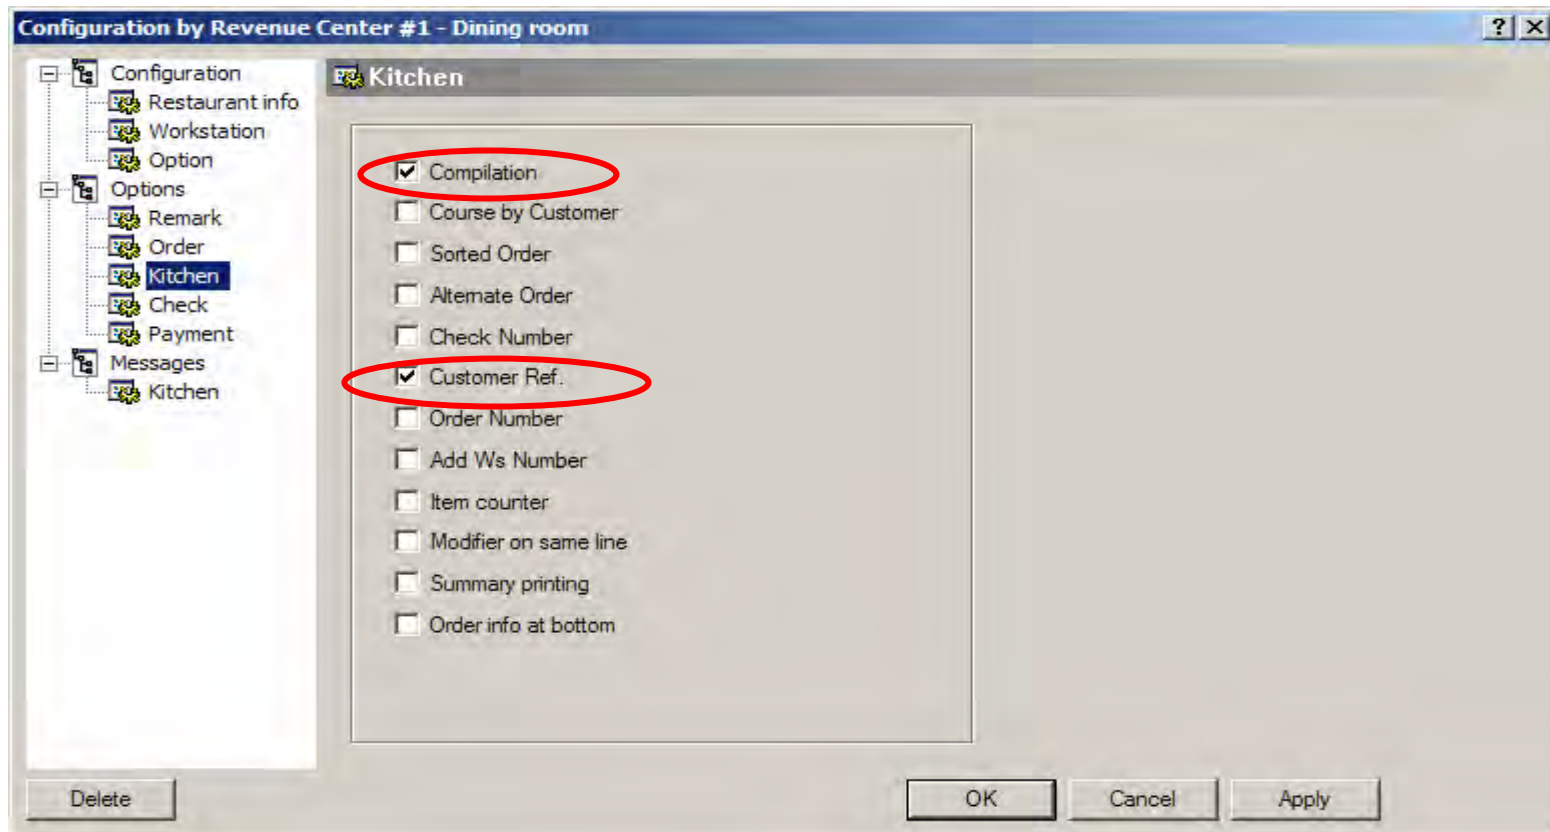 Configuration by Revenue Center #1 - Dining room
Configuration
Restaurant info
Workstation
Option
Options
Remark
Order
Kitchen
Check
Payment
Messages
Kitchen
Kitchen
Compilation
Course by Customer
Sorted Order
Alternate Order
Check Number
Customer Ref.
Order Number
Add Ws Number
Item counter
Modifier on same line
Summary printing
Order info at bottom
Delete
OK
Cancel
Apply